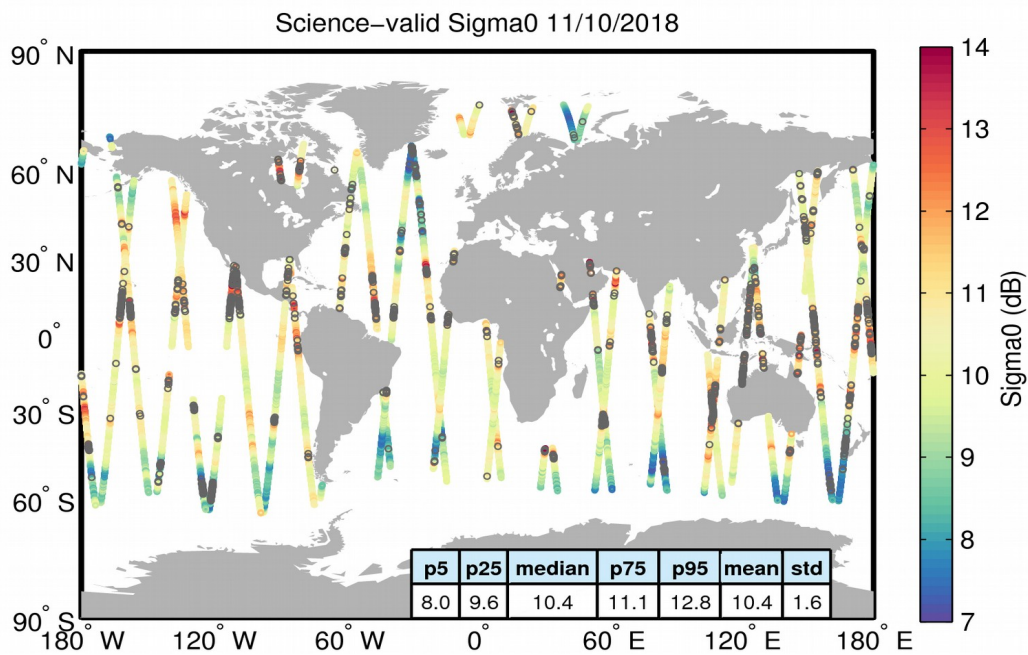 Science−valid Sigma0 11/10/2018
90° N
60° N
30° N
0°
30° S
60° S
90° S
180° W
120° W
60° W
0°
60° E
120° E
180° E
p5 p25 median p75 p95 mean std
8.0 9.6 10.4 11.1 12.8 10.4 1.6
14
13
12
11
10
9
8
7
Sigma0 (dB)